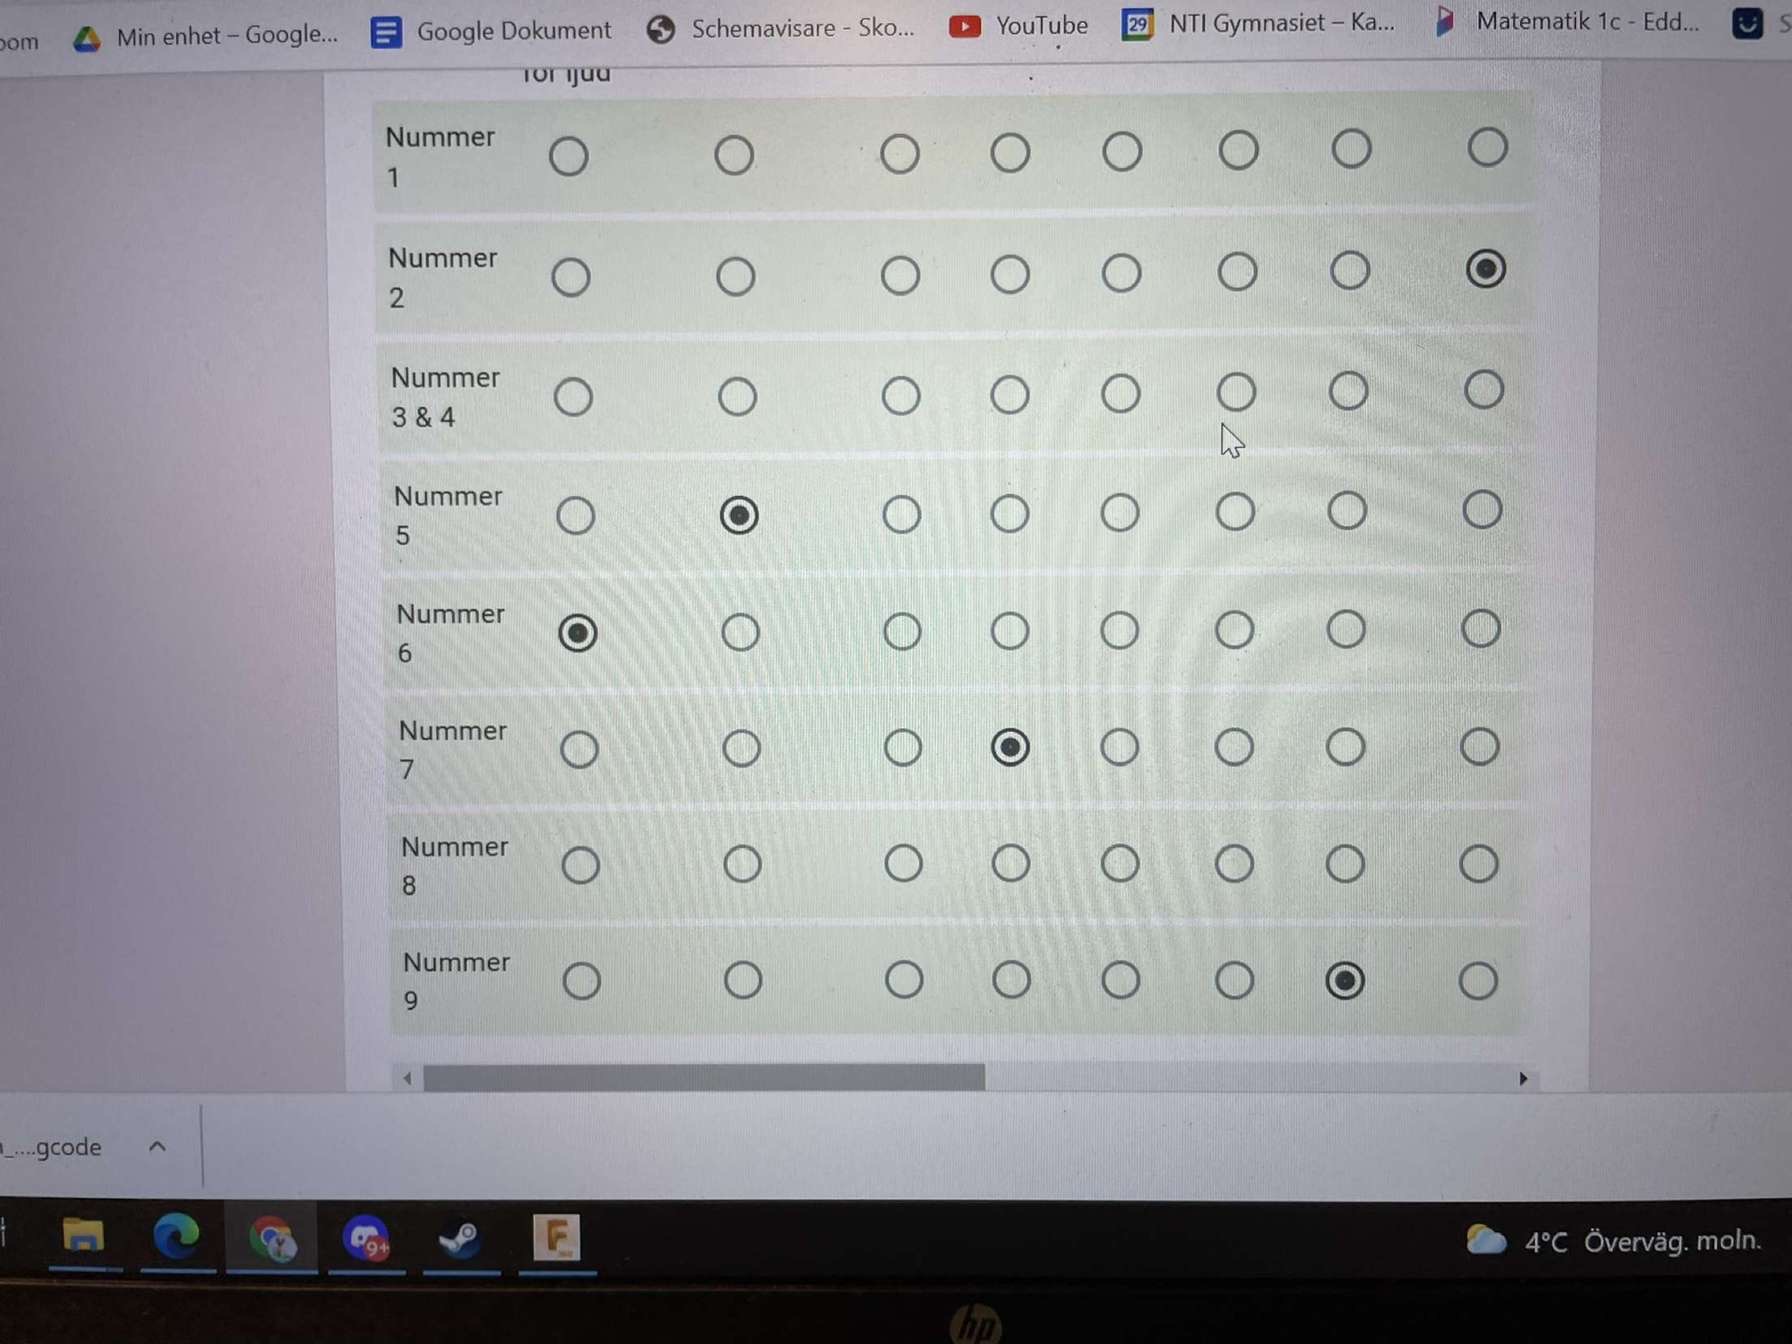 Min enhet – Google...
Google Dokument
Schemavisare - Sko...
YouTube
29
NTI Gymnasiet – Ka...
Matematik 1c - Edd...
för ljud
Nummer
1
Nummer
2
Nummer
3 & 4
Nummer
5
Nummer
6
Nummer
7
Nummer
8
Nummer
9
....gcode
9+
F
4°C Överväg. moln.
hp